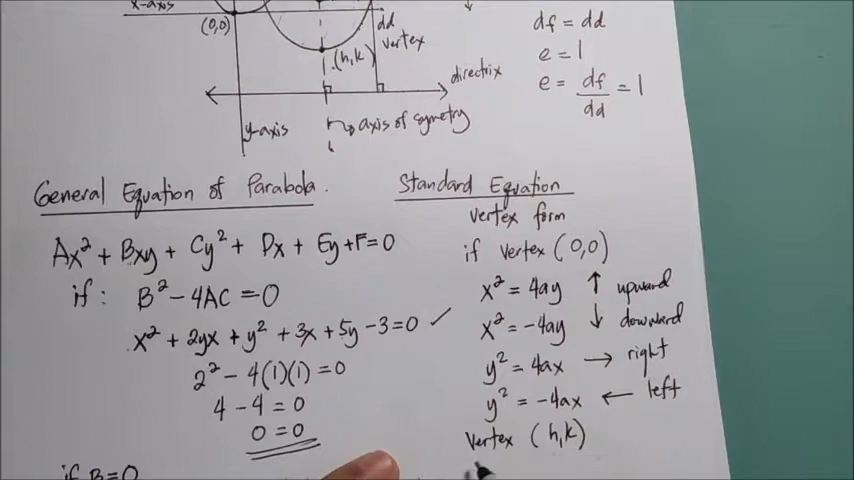 x-axis
(0,0)
dd
vertex
(h,k)
directrix
y-axis
axis of symmetry
df = dd
e = 1
e = df/dd = 1
General Equation of Parabola.
Ax² + Bxy + Cy² + Dx + Ey + F = 0
if : B² - 4AC = 0
x² + 2yx + y² + 3x + 5y - 3 = 0 ✓
2² - 4(1)(1) = 0
4 - 4 = 0
0 = 0
if B = 0
Standard Equation
vertex form
if vertex (0,0)
x² = 4ay ↑ upward
x² = -4ay ↓ downward
y² = 4ax → right
y² = -4ax ← left
vertex (h,k)